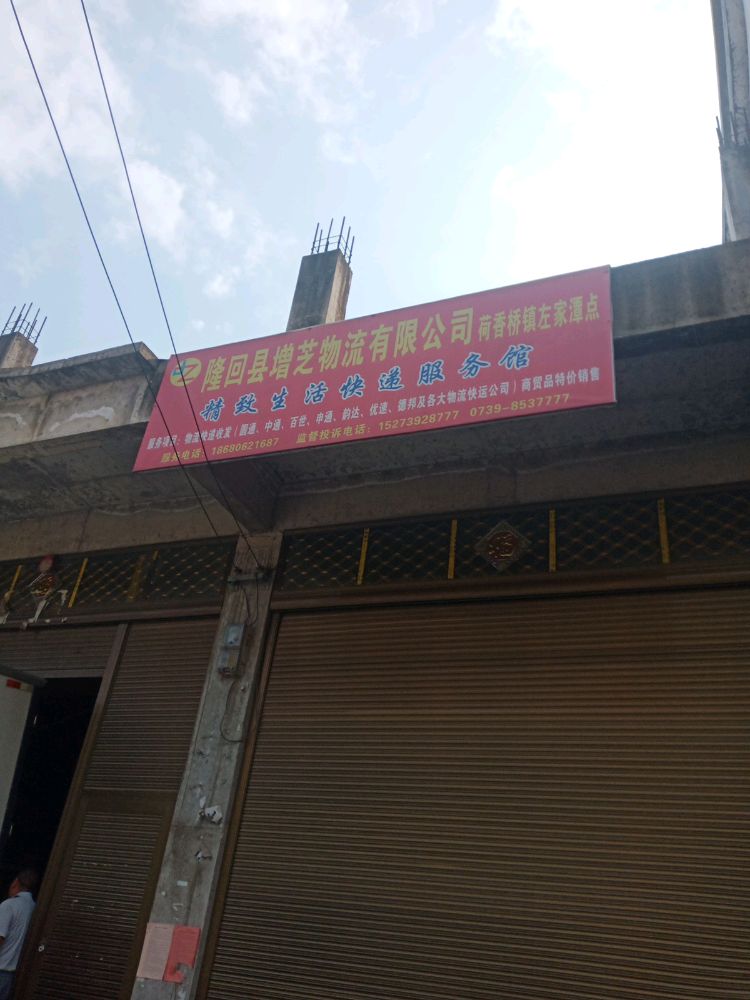 隆回县增芝物流有限公司 荷香桥镇左家潭点
精致生活快递服务馆
服务项目：物流快递收发（圆通、中通、百世、申通、韵达、优速、德邦及各大物流快运公司）商贸品特价销售
服务电话：18680621687 监督投诉电话：15273928777 0739-8537777